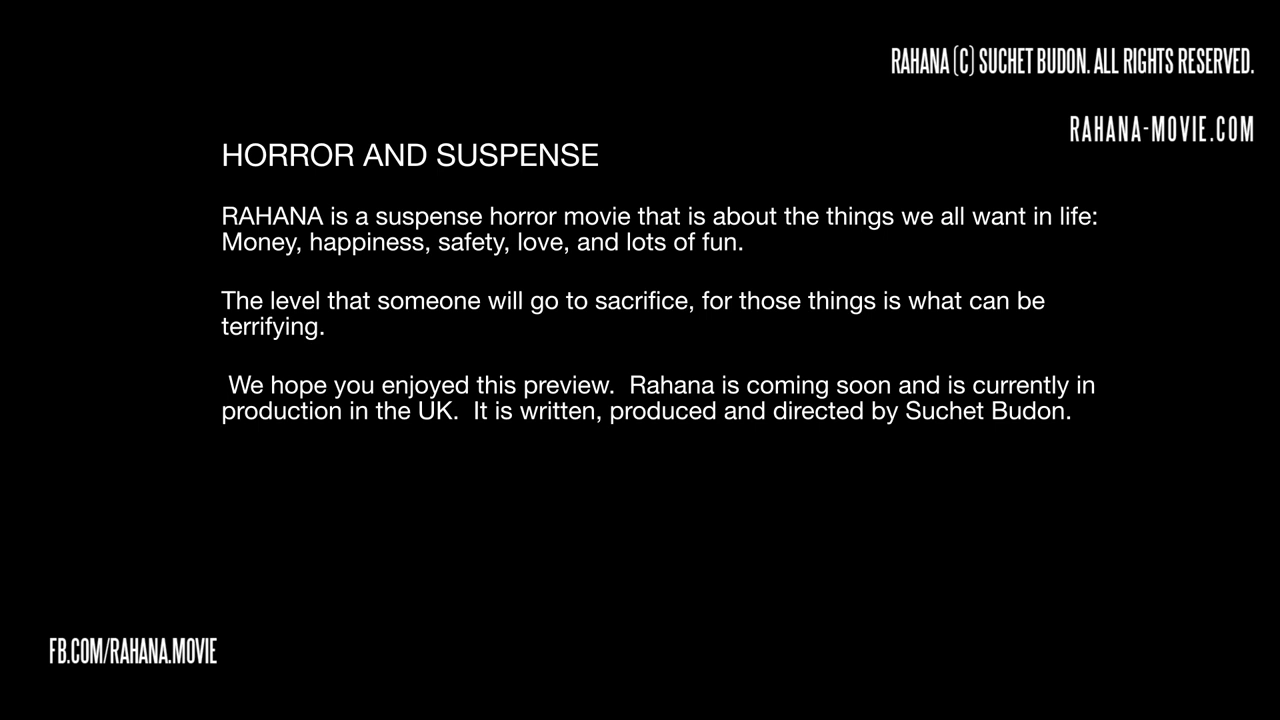 RAHANA (C) SUCHET BUDON. ALL RIGHTS RESERVED.
RAHANA-MOVIE.COM
HORROR AND SUSPENSE
RAHANA is a suspense horror movie that is about the things we all want in life:
Money, happiness, safety, love, and lots of fun.
The level that someone will go to sacrifice, for those things is what can be
terrifying.
We hope you enjoyed this preview.  Rahana is coming soon and is currently in
production in the UK.  It is written, produced and directed by Suchet Budon.
FB.COM/RAHANA.MOVIE